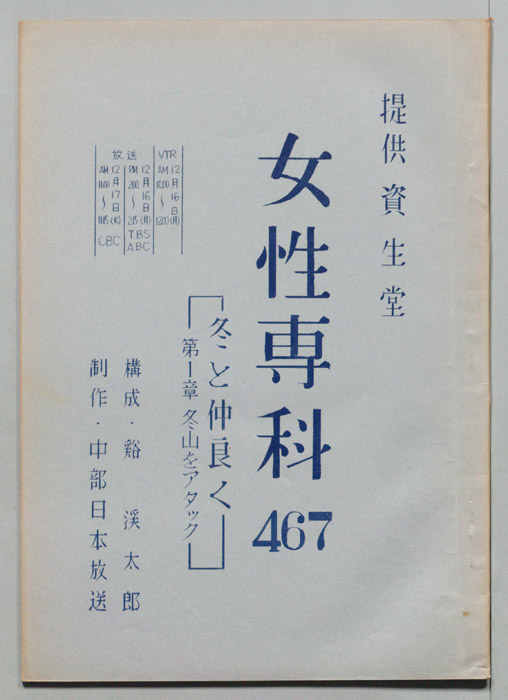 提供 資生堂
女性専科 467
冬と仲良く
第1章 冬山をアタック
VTR
12月16日(月)
AM 10:00〜12:00
放送
12月16日(月) TBS
PM 2:00〜2:15 ABC
12月17日(火)
AM 11:00〜11:15 CBC
構成・谿 渓太郎
制作・中部日本放送